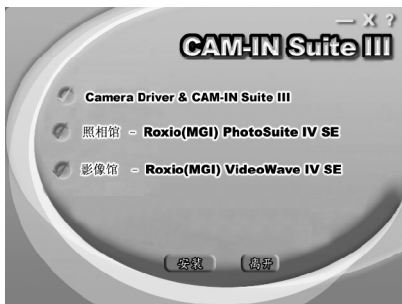 — X ?
CAM-IN Suite III
Camera Driver & CAM-IN Suite III
照相馆 - Roxio(MGI) PhotoSuite IV SE
影像馆 - Roxio(MGI) VideoWave IV SE
安装 离开